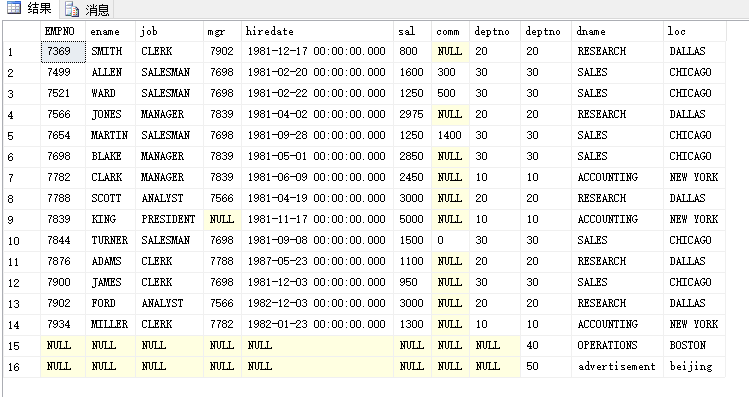 结果 消息
EMPNO ename job mgr hiredate sal comm deptno deptno dname loc
1 7369 SMITH CLERK 7902 1981-12-17 00:00:00.000 800 NULL 20 20 RESEARCH DALLAS
2 7499 ALLEN SALESMAN 7698 1981-02-20 00:00:00.000 1600 300 30 30 SALES CHICAGO
3 7521 WARD SALESMAN 7698 1981-02-22 00:00:00.000 1250 500 30 30 SALES CHICAGO
4 7566 JONES MANAGER 7839 1981-04-02 00:00:00.000 2975 NULL 20 20 RESEARCH DALLAS
5 7654 MARTIN SALESMAN 7698 1981-09-28 00:00:00.000 1250 1400 30 30 SALES CHICAGO
6 7698 BLAKE MANAGER 7839 1981-05-01 00:00:00.000 2850 NULL 30 30 SALES CHICAGO
7 7782 CLARK MANAGER 7839 1981-06-09 00:00:00.000 2450 NULL 10 10 ACCOUNTING NEW YORK
8 7788 SCOTT ANALYST 7566 1981-04-19 00:00:00.000 3000 NULL 20 20 RESEARCH DALLAS
9 7839 KING PRESIDENT NULL 1981-11-17 00:00:00.000 5000 NULL 10 10 ACCOUNTING NEW YORK
10 7844 TURNER SALESMAN 7698 1981-09-08 00:00:00.000 1500 0 30 30 SALES CHICAGO
11 7876 ADAMS CLERK 7788 1987-05-23 00:00:00.000 1100 NULL 20 20 RESEARCH DALLAS
12 7900 JAMES CLERK 7698 1981-12-03 00:00:00.000 950 NULL 30 30 SALES CHICAGO
13 7902 FORD ANALYST 7566 1982-12-03 00:00:00.000 3000 NULL 20 20 RESEARCH DALLAS
14 7934 MILLER CLERK 7782 1982-01-23 00:00:00.000 1300 NULL 10 10 ACCOUNTING NEW YORK
15 NULL NULL NULL NULL NULL NULL NULL NULL 40 OPERATIONS BOSTON
16 NULL NULL NULL NULL NULL NULL NULL NULL 50 advertisement beijing